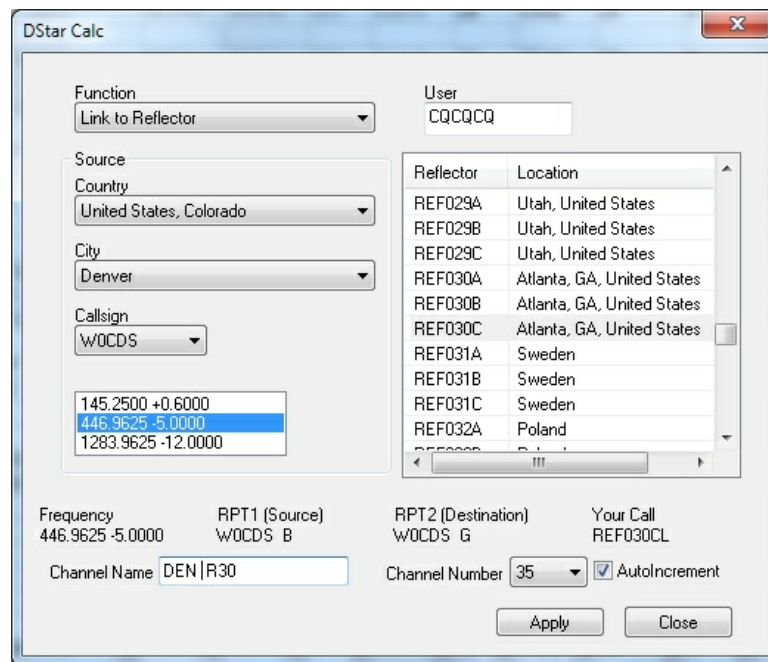 DStar Calc
Function
Link to Reflector
User
CQCQCQ
Source
Country
United States, Colorado
City
Denver
Callsign
W0CDS
145.2500 +0.6000
446.9625 -5.0000
1283.9625 -12.0000
Reflector Location
REF029A Utah, United States
REF029B Utah, United States
REF029C Utah, United States
REF030A Atlanta, GA, United States
REF030B Atlanta, GA, United States
REF030C Atlanta, GA, United States
REF031A Sweden
REF031B Sweden
REF031C Sweden
REF032A Poland
Frequency RPT1 (Source) RPT2 (Destination) Your Call
446.9625 -5.0000 W0CDS B W0CDS G REF030CL
Channel Name DEN R30 Channel Number 35 AutoIncrement
Apply Close